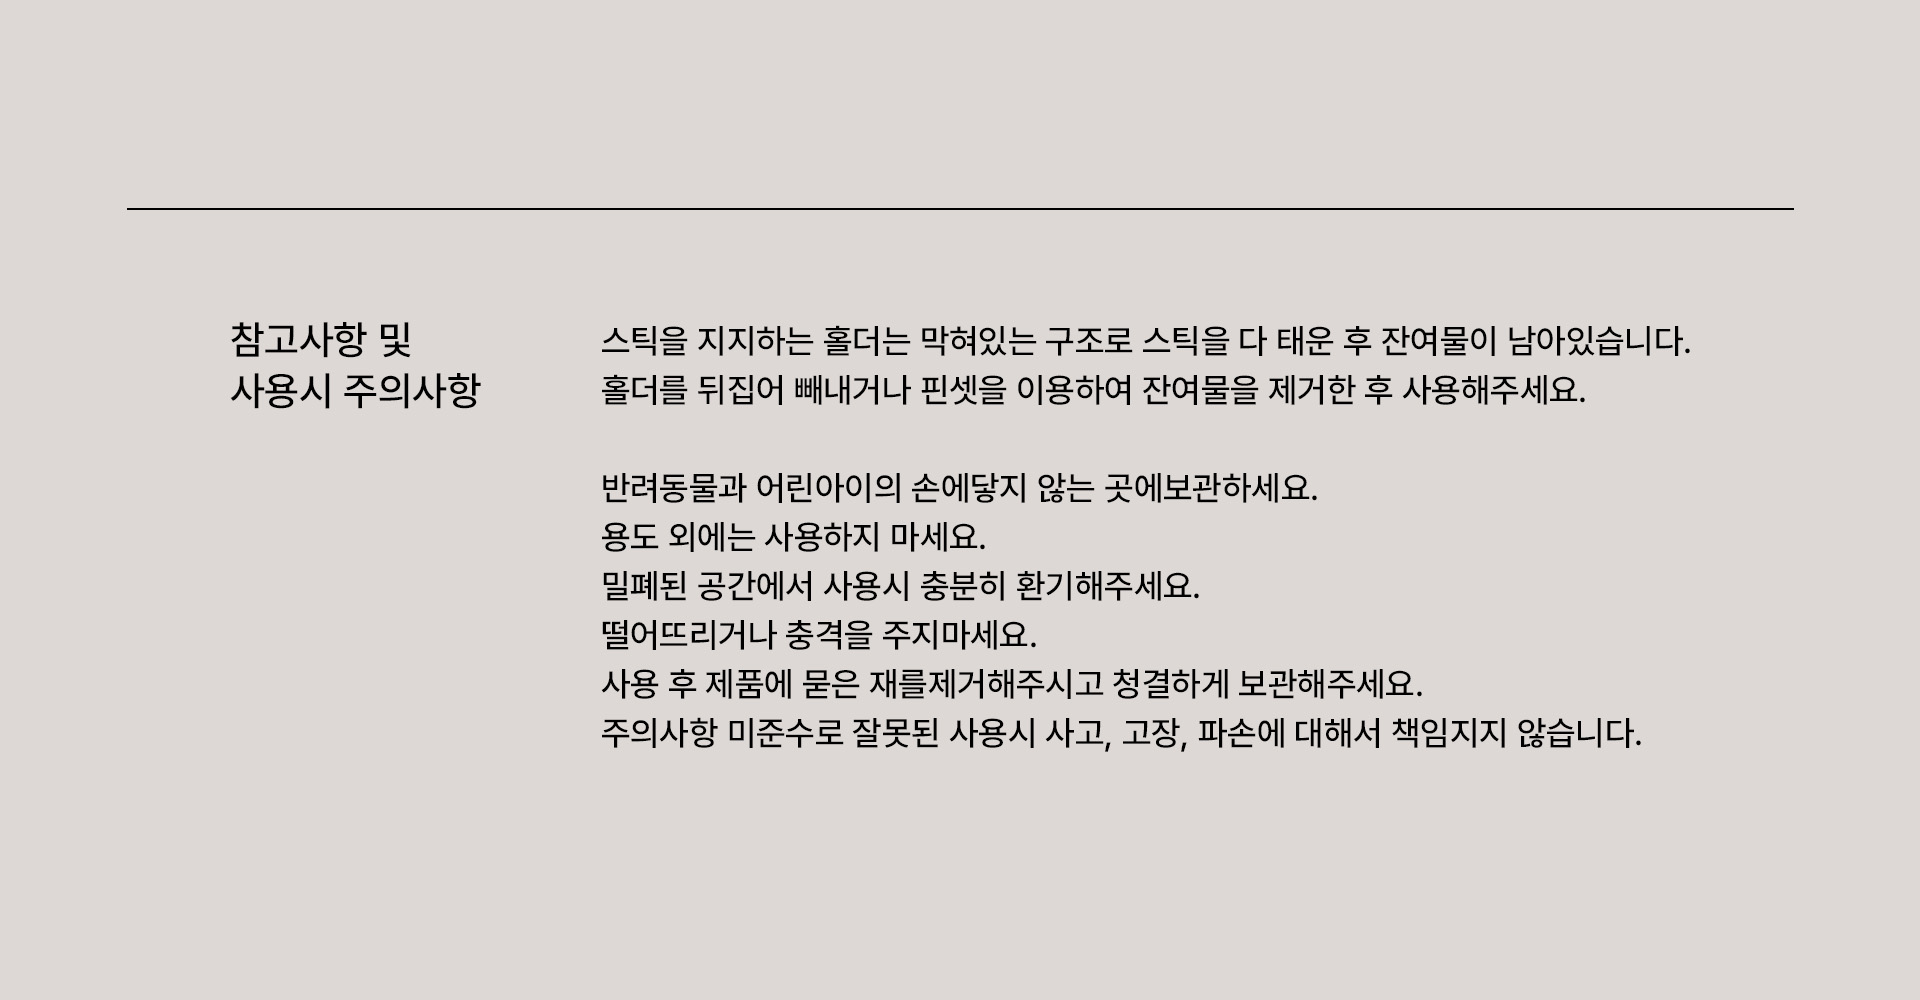 참고사항 및
사용시 주의사항
스틱을 지지하는 홀더는 막혀있는 구조로 스틱을 다 태운 후 잔여물이 남아있습니다.
홀더를 뒤집어 빼내거나 핀셋을 이용하여 잔여물을 제거한 후 사용해주세요.
반려동물과 어린아이의 손에닿지 않는 곳에보관하세요.
용도 외에는 사용하지 마세요.
밀폐된 공간에서 사용시 충분히 환기해주세요.
떨어뜨리거나 충격을 주지마세요.
사용 후 제품에 묻은 재를제거해주시고 청결하게 보관해주세요.
주의사항 미준수로 잘못된 사용시 사고, 고장, 파손에 대해서 책임지지 않습니다.